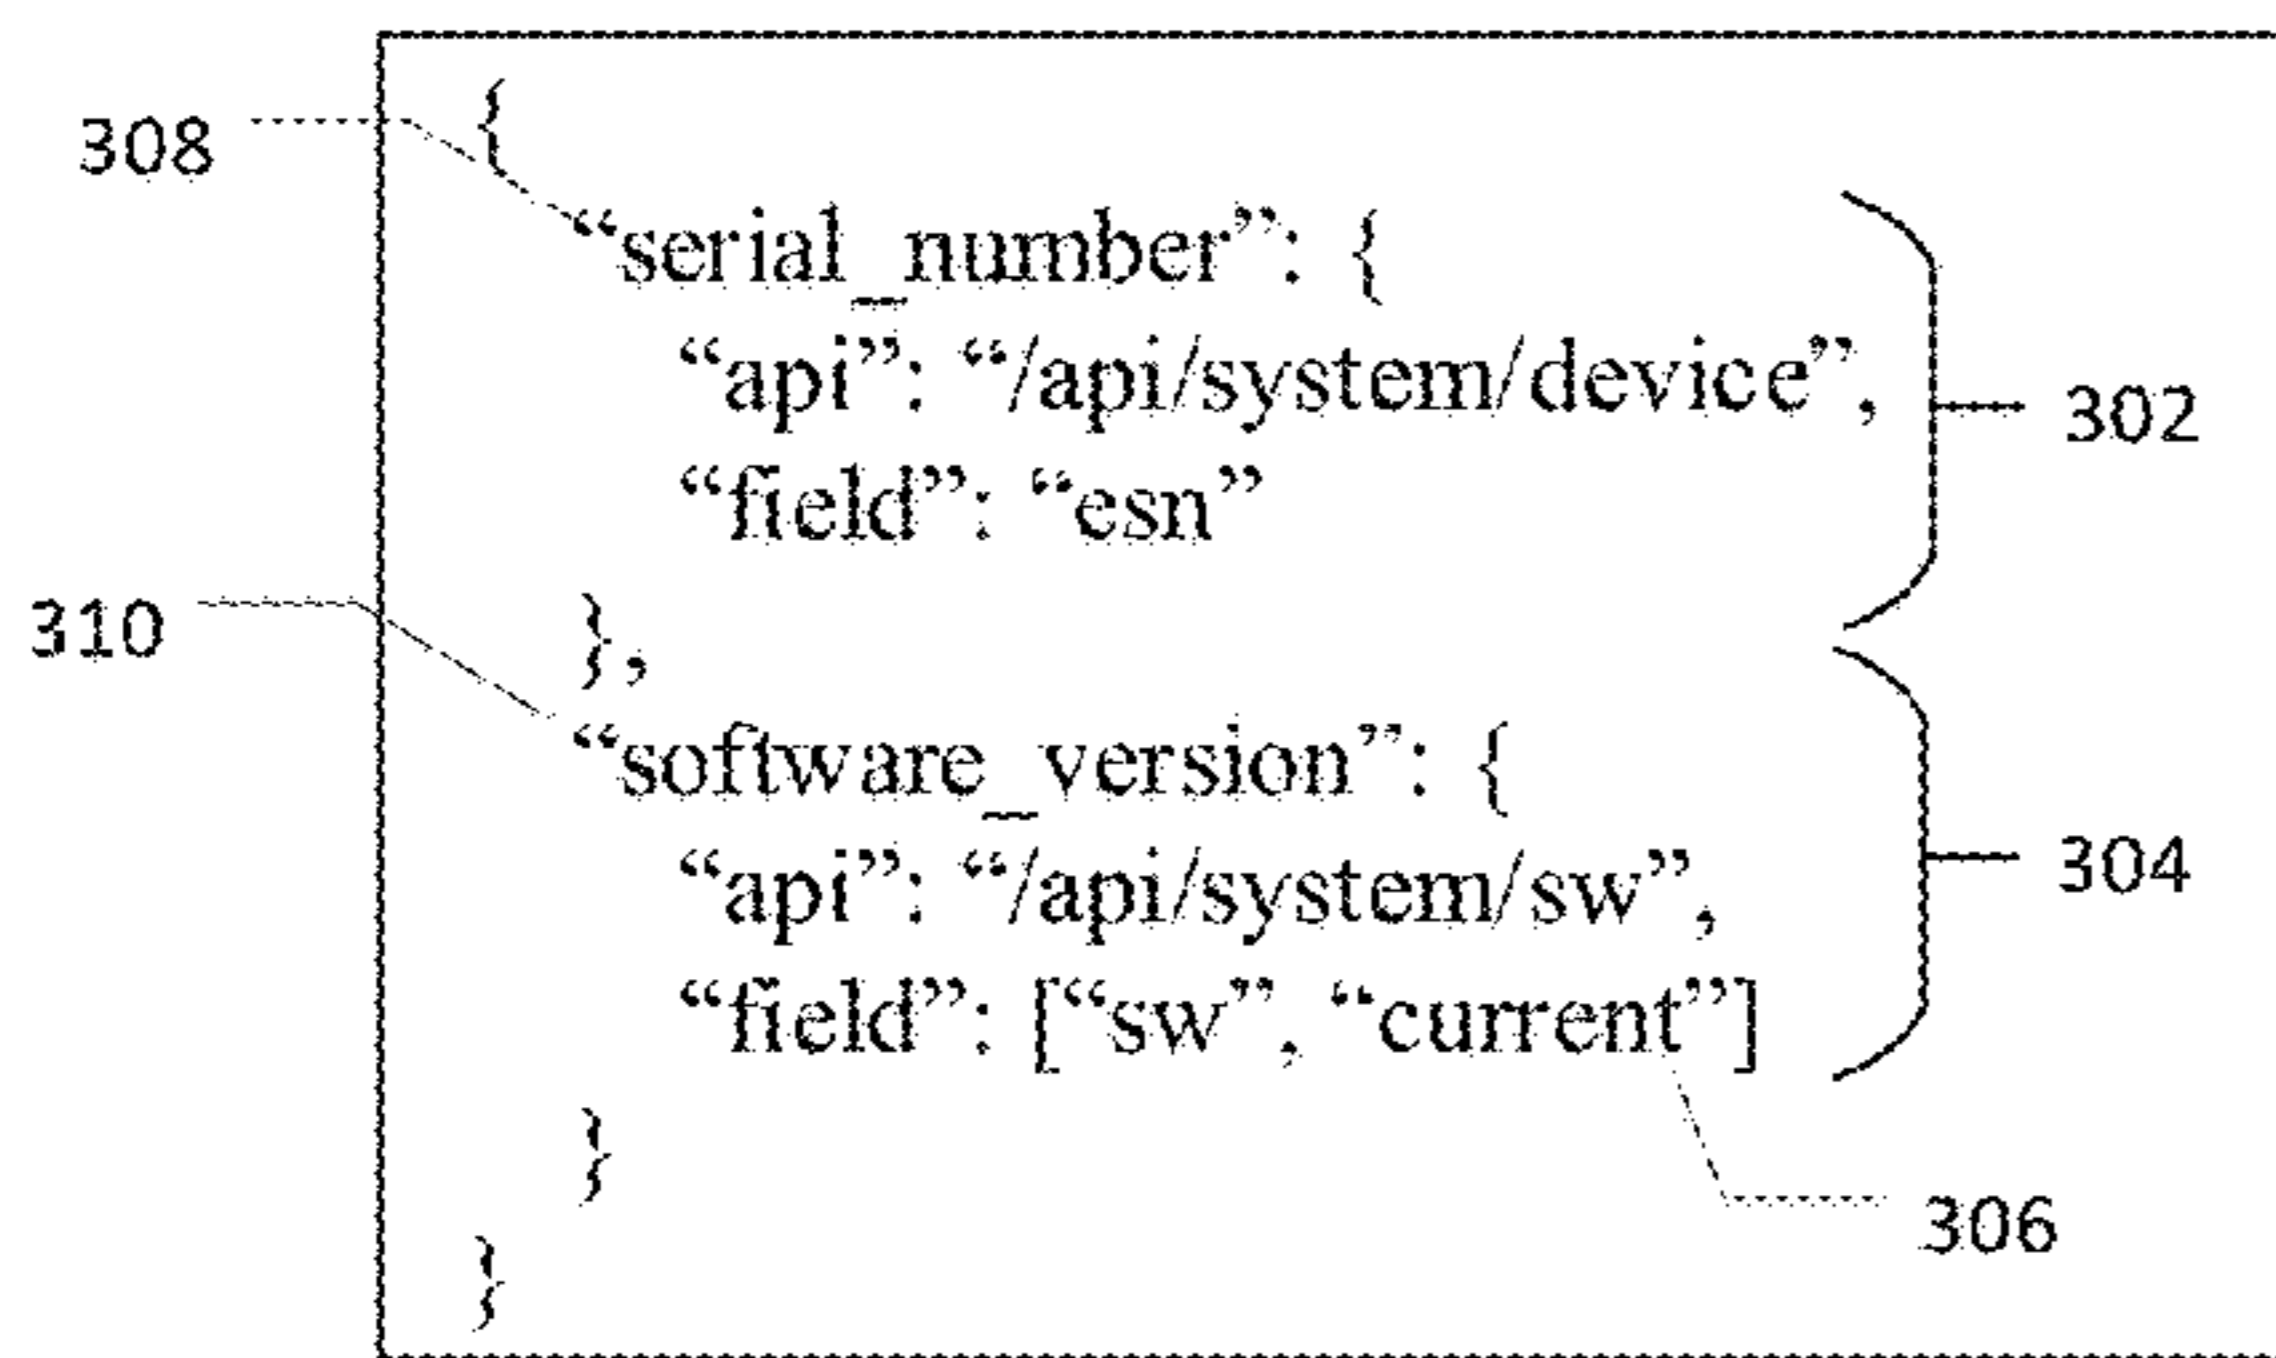 {
308
“serial_number”: {
“api”: “/api/system/device”,
302
“field”: “esn”
310
},
“software_version”: {
“api”: “/api/system/sw”,
304
“field”: [“sw”, “current”]
}
306
}